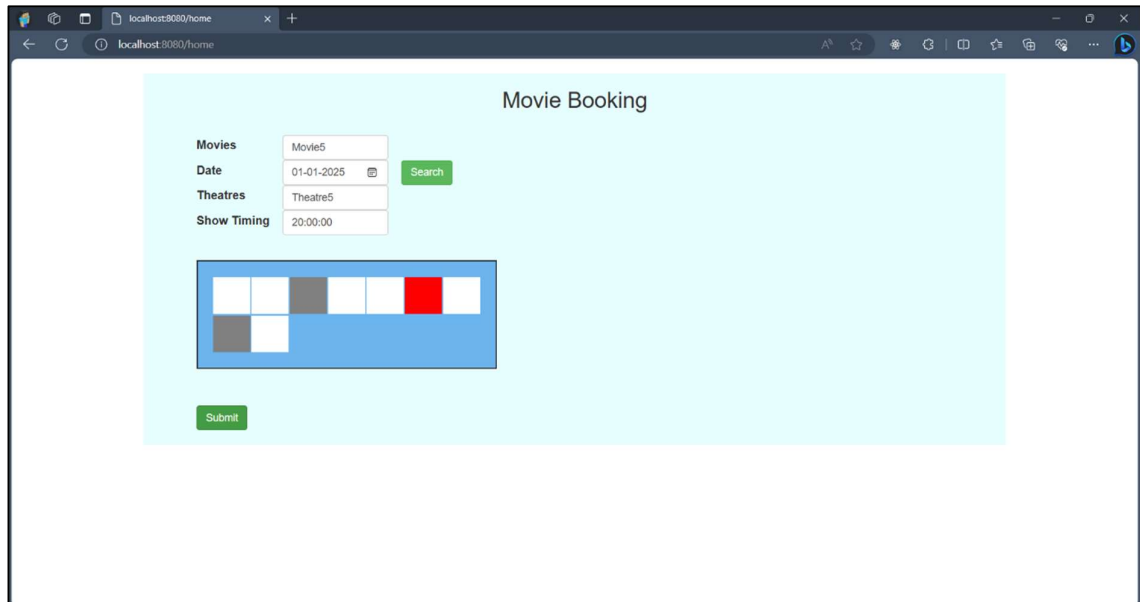 localhost:8080/home
localhost:8080/home
Movie Booking
Movies Movie5
Date 01-01-2025 Search
Theatres Theatre5
Show Timing 20:00:00
Submit